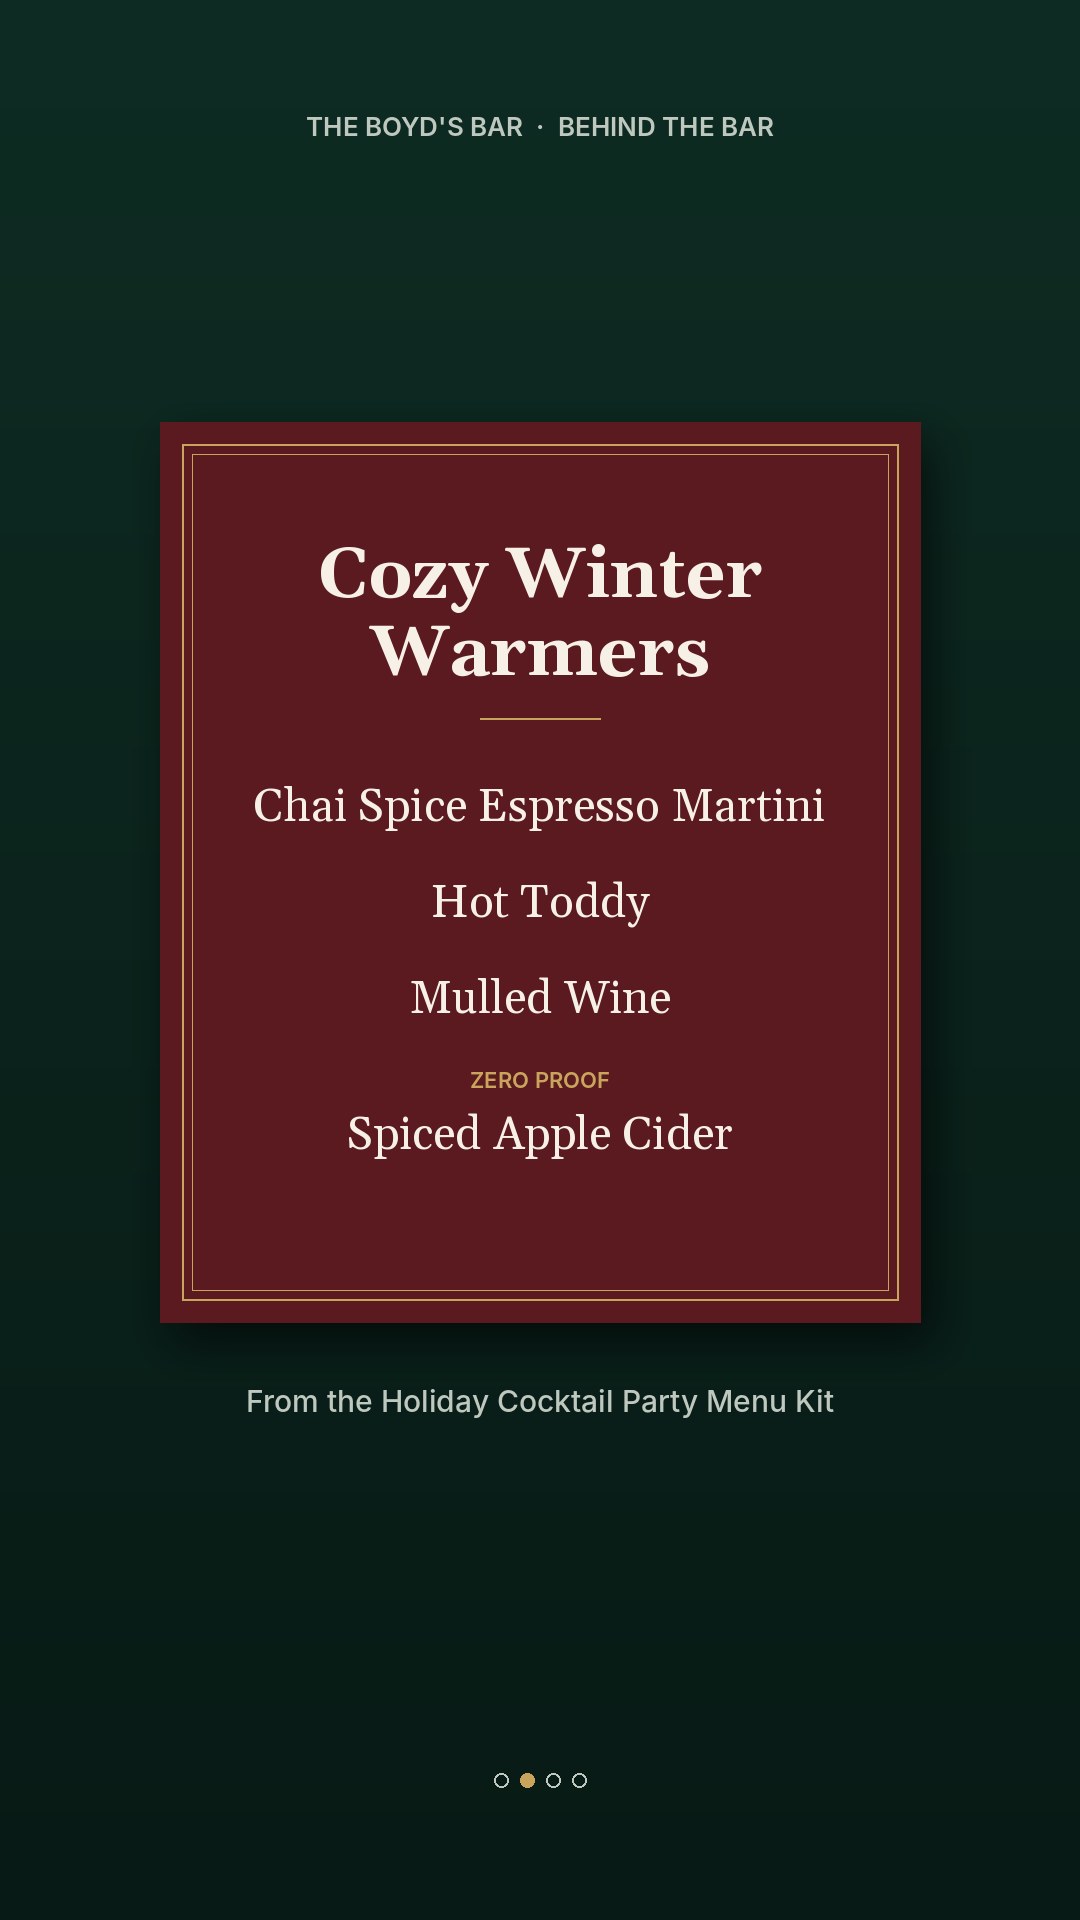 THE BOYD'S BAR · BEHIND THE BAR
Cozy Winter
Warmers
Chai Spice Espresso Martini
Hot Toddy
Mulled Wine
ZERO PROOF
Spiced Apple Cider
From the Holiday Cocktail Party Menu Kit